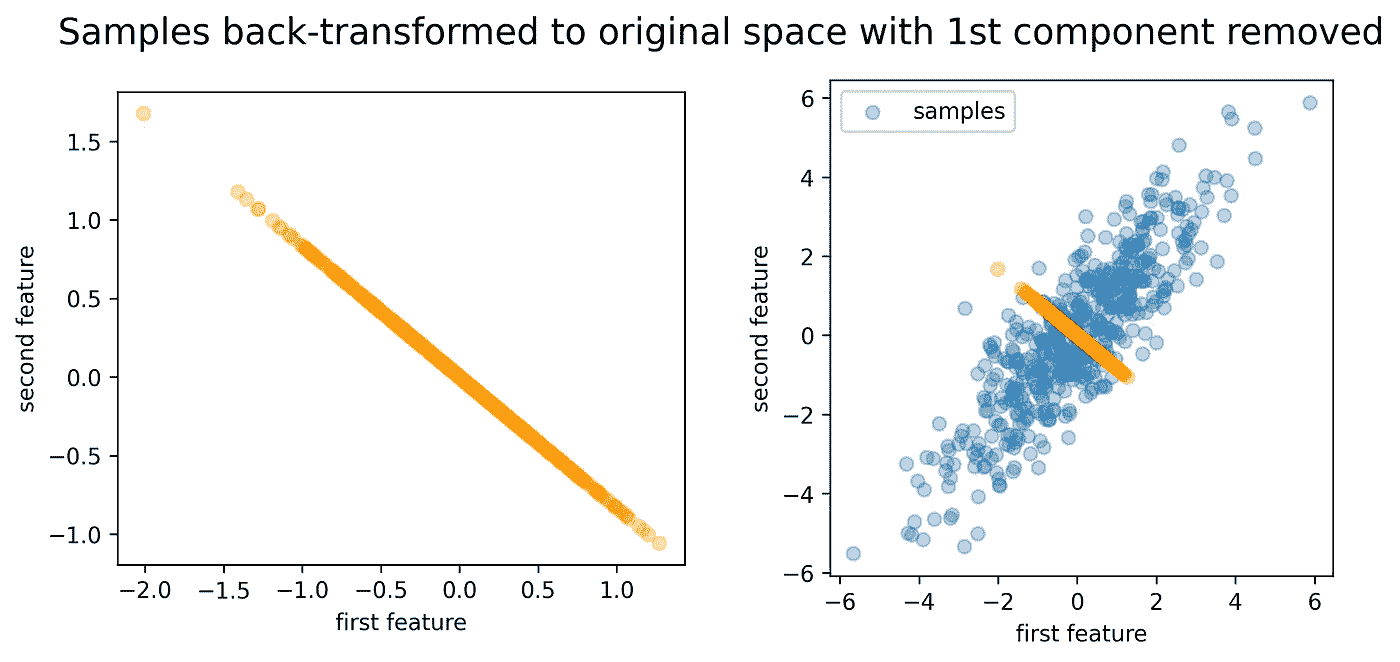 Samples back-transformed to original space with 1st component removed
1.5
1.0
0.5
0.0
−0.5
−1.0
second feature
−2.0 −1.5 −1.0 −0.5 0.0 0.5 1.0
first feature
samples
6
4
2
0
−2
−4
−6
second feature
−6 −4 −2 0 2 4 6
first feature